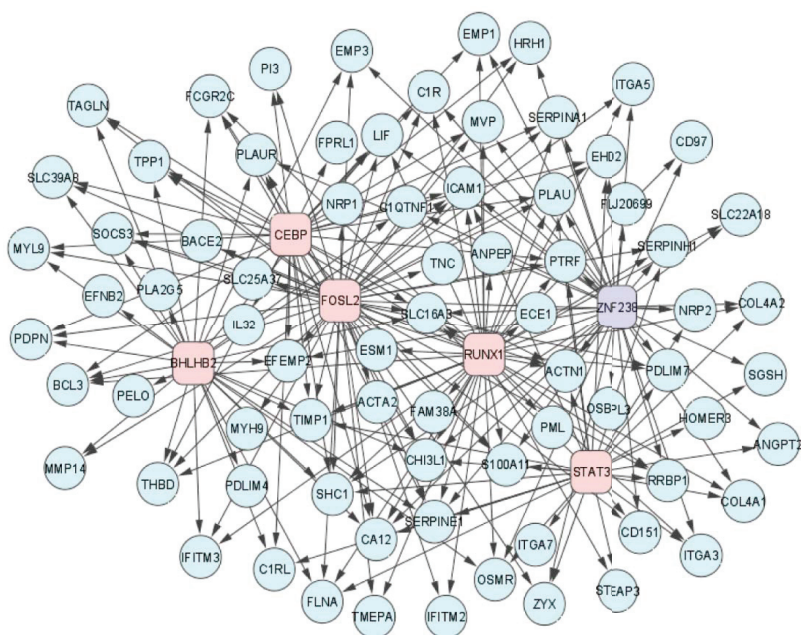 EMP1
HRH1
EMP3
PI3
ITGA5
TAGLN
FCGR2C
C1R
MVP
SERPINA1
CD97
LIF
FPRL1
PLAUR
TPP1
EH02
SLC39A8
ICAM1
PLAU
FLJ20699
NRP1
C1QTNF1
SLC22A18
CEBP
SOCS3
BACE2
MYL9
ANPEP
SERPINH1
TNC
PTRF
SLC25A37
PLA2G5
EFNB2
FOSL2
ZNF238
NRP2
COL4A2
SLC16A3
ECE1
IL32
PDPN
ESM1
RUNX1
BHLHB2
EFEMP2
ACTN1
PDLIM7
SGSH
BCL3
PELO
ACTA2
FAM38A
OSBPL3
HOMER3
MYH9
TIMP1
PML
ANGPT2
MMP14
CHI3L1
S100A11
STAT3
THBD
PDLIM4
SHC1
RRBP1
COL4A1
SERPINE1
CA12
CD151
ITGA7
IFITM3
ITGA3
C1RL
OSMR
STEAP3
FLNA
TMEPA
IFITM2
ZYX